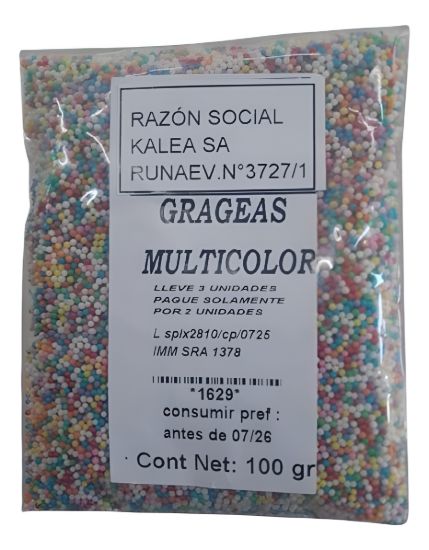 RAZÓN SOCIAL
KALEA SA
RUNAEV.N°3727/1
GRAGEAS
MULTICOLOR
LLEVE 3 UNIDADES
PAGUE SOLAMENTE
POR 2 UNIDADES
L splx2810/cp/0725
IMM SRA 1378
*1629*
consumir pref :
antes de 07/26
Cont Net: 100 gr